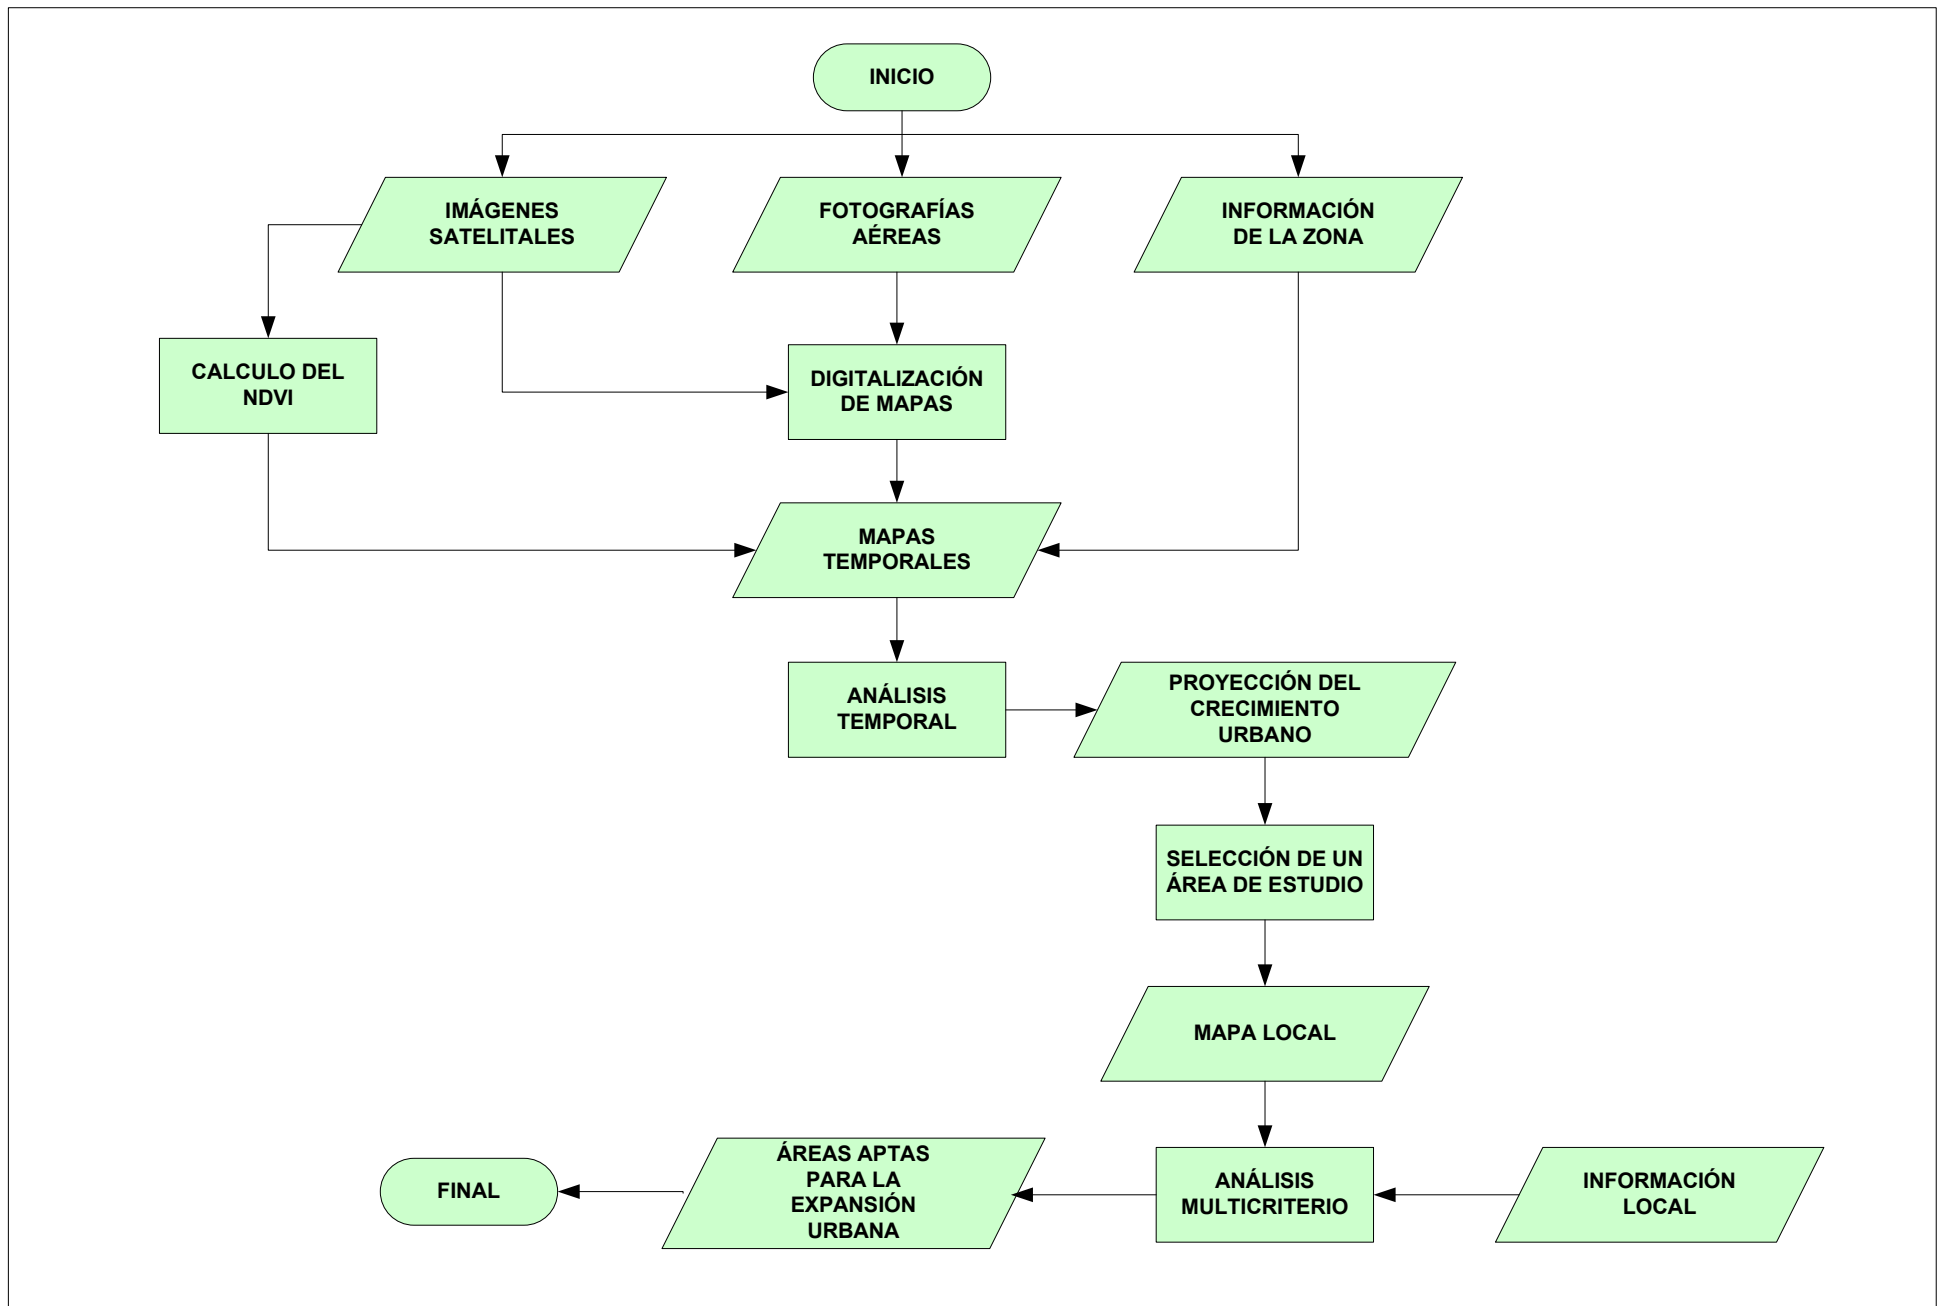 INICIO
IMÁGENES
SATELITALES
FOTOGRAFÍAS
AÉREAS
INFORMACIÓN
DE LA ZONA
CALCULO DEL
NDVI
DIGITALIZACIÓN
DE MAPAS
MAPAS
TEMPORALES
ANÁLISIS
TEMPORAL
PROYECCIÓN DEL
CRECIMIENTO
URBANO
SELECCIÓN DE UN
ÁREA DE ESTUDIO
MAPA LOCAL
FINAL
ÁREAS APTAS
PARA LA
EXPANSIÓN
URBANA
ANÁLISIS
MULTICRITERIO
INFORMACIÓN
LOCAL